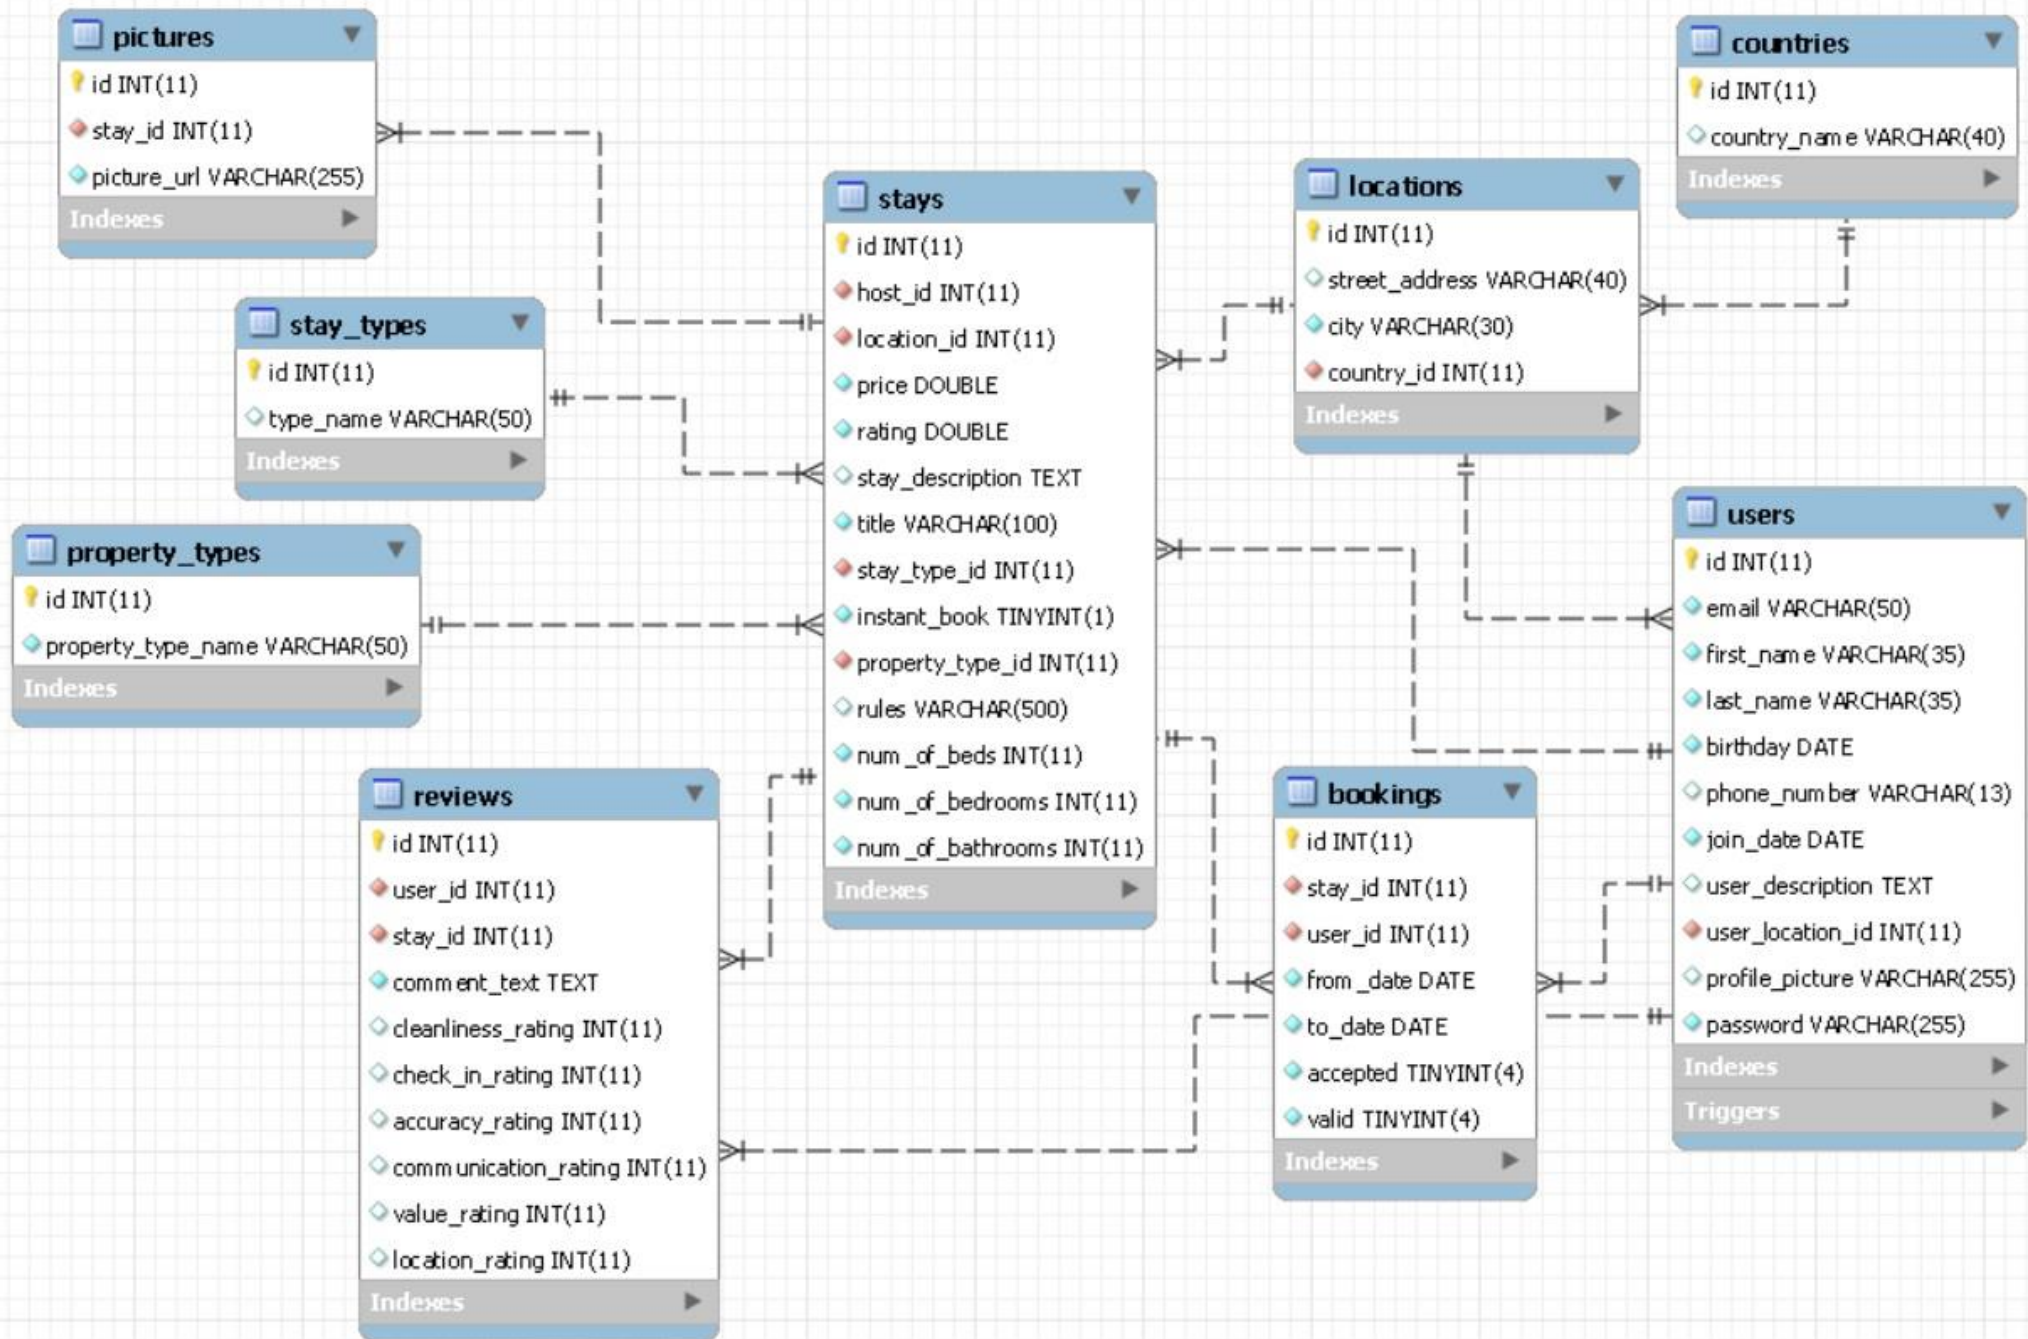 pictures
id INT(11)
stay_id INT(11)
picture_url VARCHAR(255)
Indexes
stay_types
id INT(11)
type_name VARCHAR(50)
Indexes
property_types
id INT(11)
property_type_name VARCHAR(50)
Indexes
reviews
id INT(11)
user_id INT(11)
stay_id INT(11)
comment_text TEXT
cleanliness_rating INT(11)
check_in_rating INT(11)
accuracy_rating INT(11)
communication_rating INT(11)
value_rating INT(11)
location_rating INT(11)
Indexes
stays
id INT(11)
host_id INT(11)
location_id INT(11)
price DOUBLE
rating DOUBLE
stay_description TEXT
title VARCHAR(100)
stay_type_id INT(11)
instant_book TINYINT(1)
property_type_id INT(11)
rules VARCHAR(500)
num_of_beds INT(11)
num_of_bedrooms INT(11)
num_of_bathrooms INT(11)
Indexes
locations
id INT(11)
street_address VARCHAR(40)
city VARCHAR(30)
country_id INT(11)
Indexes
countries
id INT(11)
country_name VARCHAR(40)
Indexes
bookings
id INT(11)
stay_id INT(11)
user_id INT(11)
from_date DATE
to_date DATE
accepted TINYINT(4)
valid TINYINT(4)
Indexes
users
id INT(11)
email VARCHAR(50)
first_name VARCHAR(35)
last_name VARCHAR(35)
birthday DATE
phone_number VARCHAR(13)
join_date DATE
user_description TEXT
user_location_id INT(11)
profile_picture VARCHAR(255)
password VARCHAR(255)
Indexes
Triggers